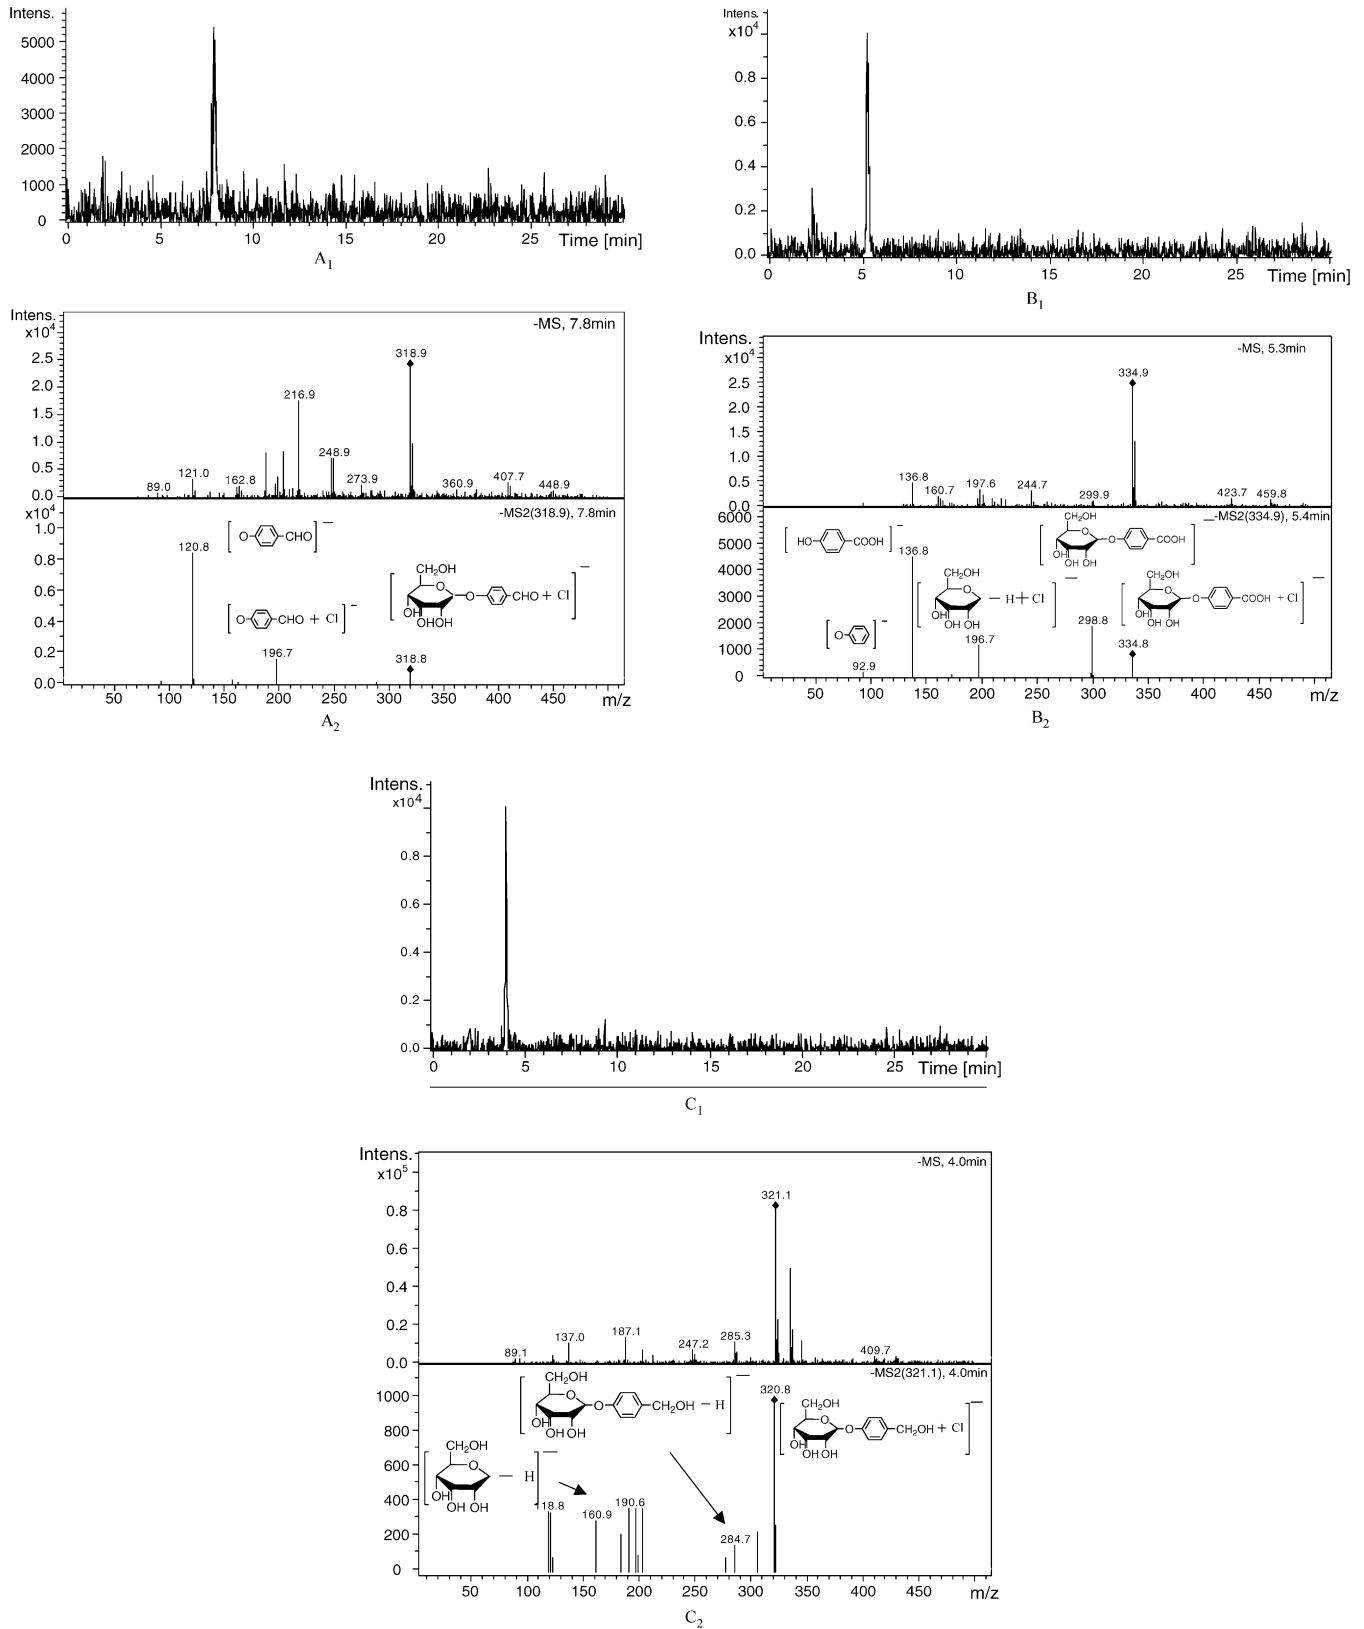 Intens.
5000
4000
3000
2000
1000
0
0 5 10 15 20 25 Time [min]
A1
Intens.
x10^4
0.8
0.6
0.4
0.2
0.0
0 5 10 15 20 25 Time [min]
B1
Intens.
x10^4
-MS, 7.8min
2.5
2.0
1.5
1.0
0.5
0.0
318.9
216.9
248.9
121.0
89.0
162.8
273.9
360.9
407.7
448.9
x10^4
-MS2(318.9), 7.8min
1.0
0.8
0.6
0.4
0.2
0.0
120.8
[O CHO]−
[O CHO + Cl]−
196.7
CH2OH
O
O CHO + Cl
OH
OHOH
318.8
50 100 150 200 250 300 350 400 450 m/z
A2
Intens.
x10^4
-MS, 5.3min
2.5
2.0
1.5
1.0
0.5
0.0
334.9
136.8
160.7
197.6
244.7
299.9
423.7
459.8
-MS2(334.9), 5.4min
6000
5000
4000
3000
2000
1000
0
[HO COOH]−
136.8
CH2OH
O
O COOH
OH
OH OH
CH2OH
O
− H+Cl
OH
OH OH
CH2OH
O
O COOH + Cl
OH
OH OH
[O]−
92.9
196.7
298.8
334.8
50 100 150 200 250 300 350 400 450 m/z
B2
Intens.
x10^4
0.8
0.6
0.4
0.2
0.0
0 5 10 15 20 25 Time [min]
C1
Intens.
x10^5
-MS, 4.0min
0.8
0.6
0.4
0.2
0.0
321.1
89.1
137.0
187.1
247.2
285.3
409.7
-MS2(321.1), 4.0min
1000
800
600
400
200
0
CH2OH
O
O CH2OH − H
OH
OH OH
320.8
CH2OH
O
O CH2OH + Cl
OH
OH OH
CH2OH
O
− H
OH
OH OH
118.8
160.9
190.6
284.7
50 100 150 200 250 300 350 400 450 m/z
C2